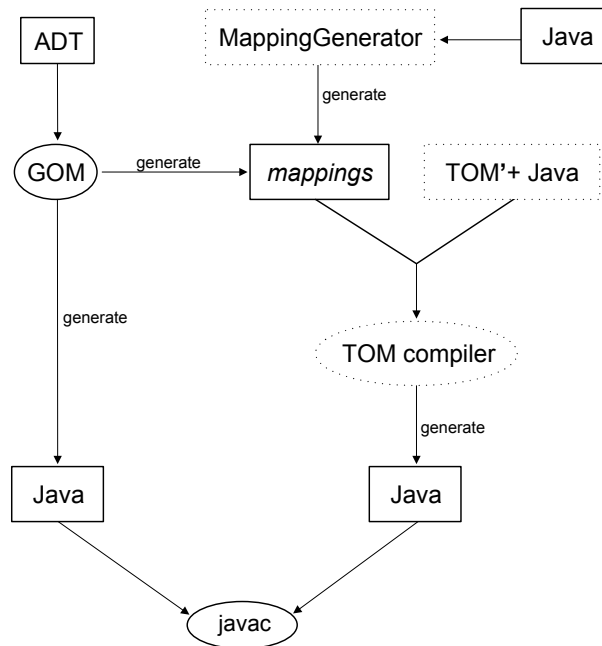 ADT
MappingGenerator
Java
generate
GOM
generate
mappings
TOM'+ Java
generate
TOM compiler
generate
Java
Java
javac